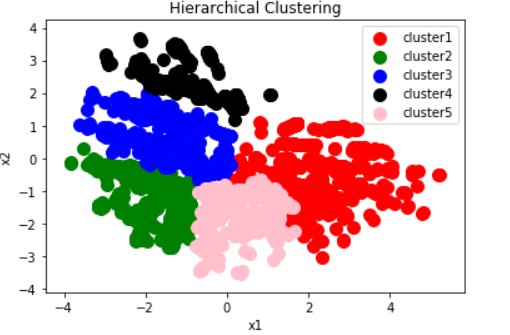 Hierarchical Clustering
cluster1
cluster2
cluster3
cluster4
cluster5
x2
4
3
2
1
0
−1
−2
−3
−4
−4 −2 0 2 4
x1